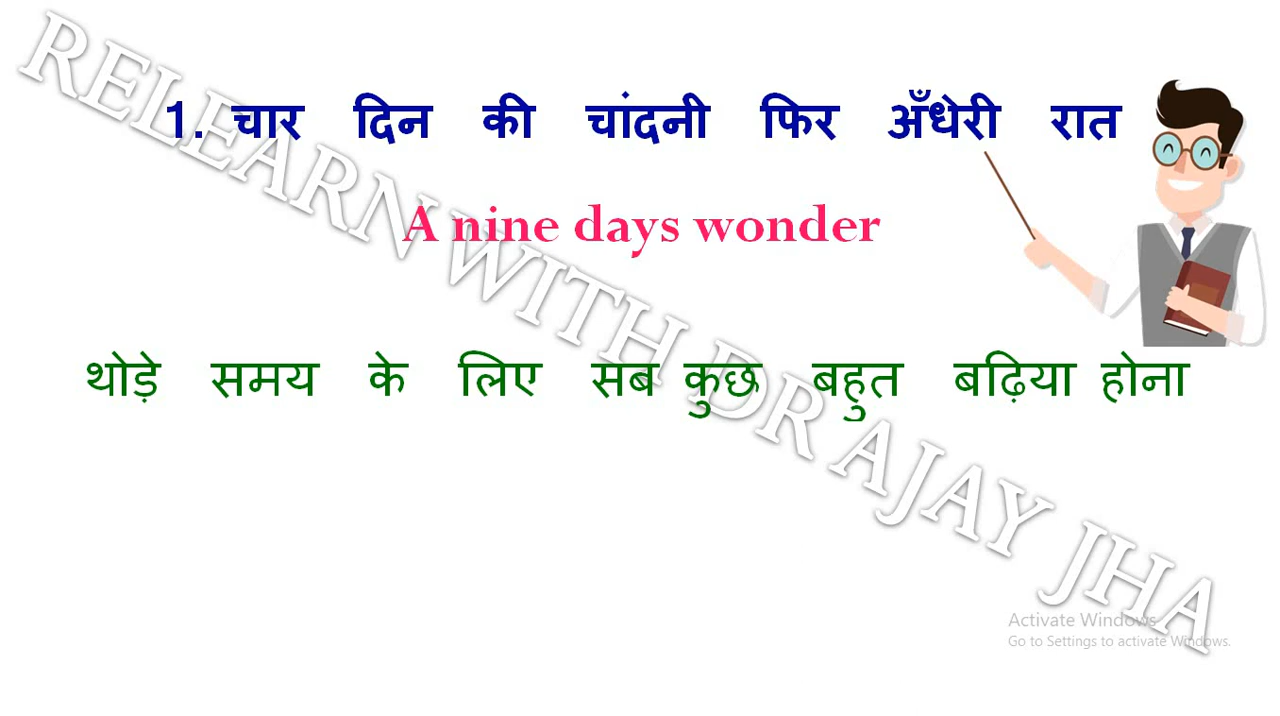 1. चार दिन की चांदनी फिर अँधेरी रात
A nine days wonder
थोड़े समय के लिए सब कुछ बहुत बढ़िया होना
RELEARN WITH DR AJAY JHA
Activate Windows
Go to Settings to activate Windows.